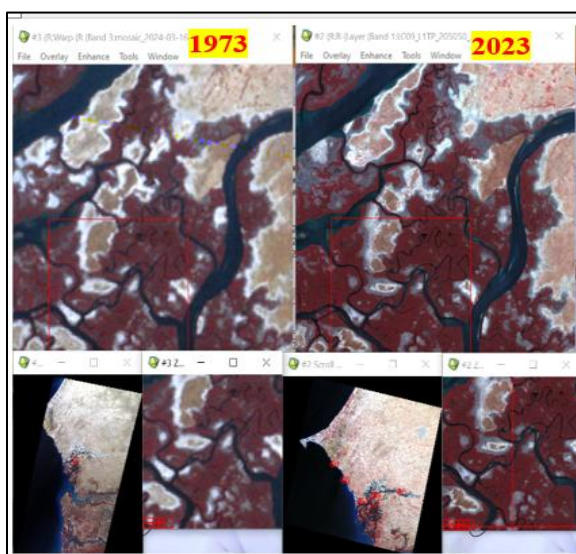 #3 (R:Warp (Band 3:mosaic_2024-03-16
1973
File Overlay Enhance Tools Window
#2 (R:R-(Layer (Band 1:LC09_L1TP_205050_
2023
File Overlay Enhance Tools Window
#3 Z...
#2 Scroll ...
#2 Z...